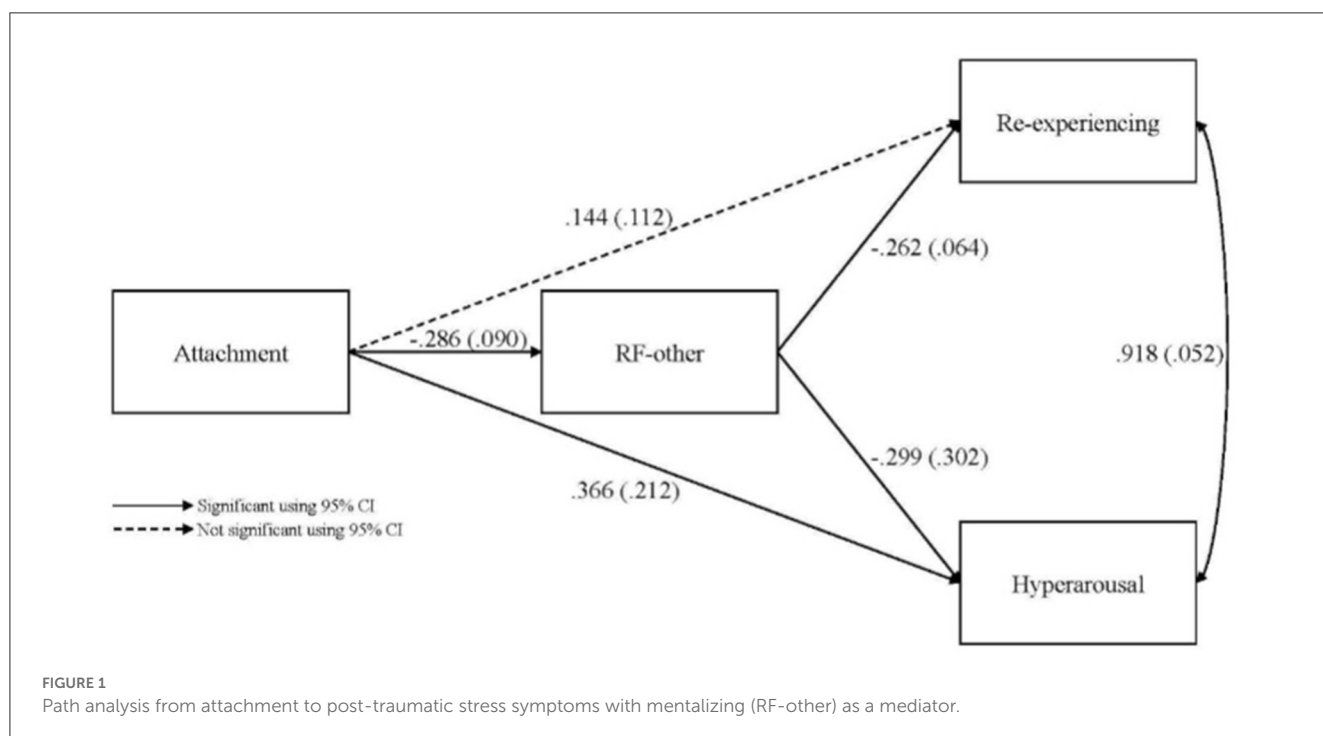 Re-experiencing
.144 (.112)
-.262 (.064)
Attachment
-.286 (.090)
RF-other
.918 (.052)
-.299 (.302)
.366 (.212)
Significant using 95% CI
Not significant using 95% CI
Hyperarousal
FIGURE 1
Path analysis from attachment to post-traumatic stress symptoms with mentalizing (RF-other) as a mediator.